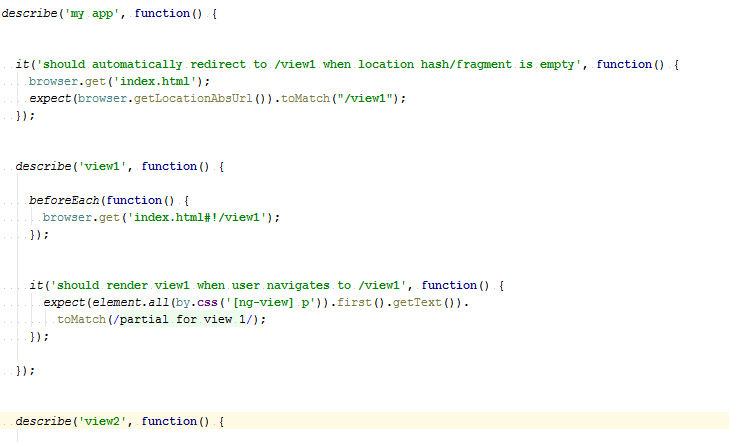 describe('my app', function() {
it('should automatically redirect to /view1 when location hash/fragment is empty', function() {
browser.get('index.html');
expect(browser.getLocationAbsUrl()).toMatch("/view1");
});
describe('view1', function() {
beforeEach(function() {
browser.get('index.html#!/view1');
});
it('should render view1 when user navigates to /view1', function() {
expect(element.all(by.css('[ng-view] p')).first().getText()).
toMatch(/partial for view 1/);
});
});
describe('view2', function() {